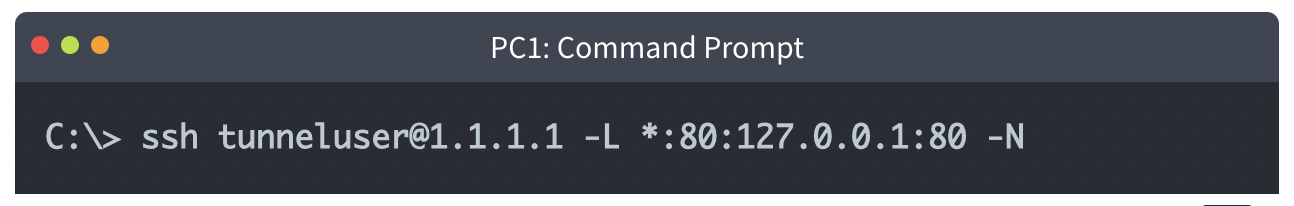 PC1: Command Prompt
C:\> ssh tunneluser@1.1.1.1 -L *:80:127.0.0.1:80 -N